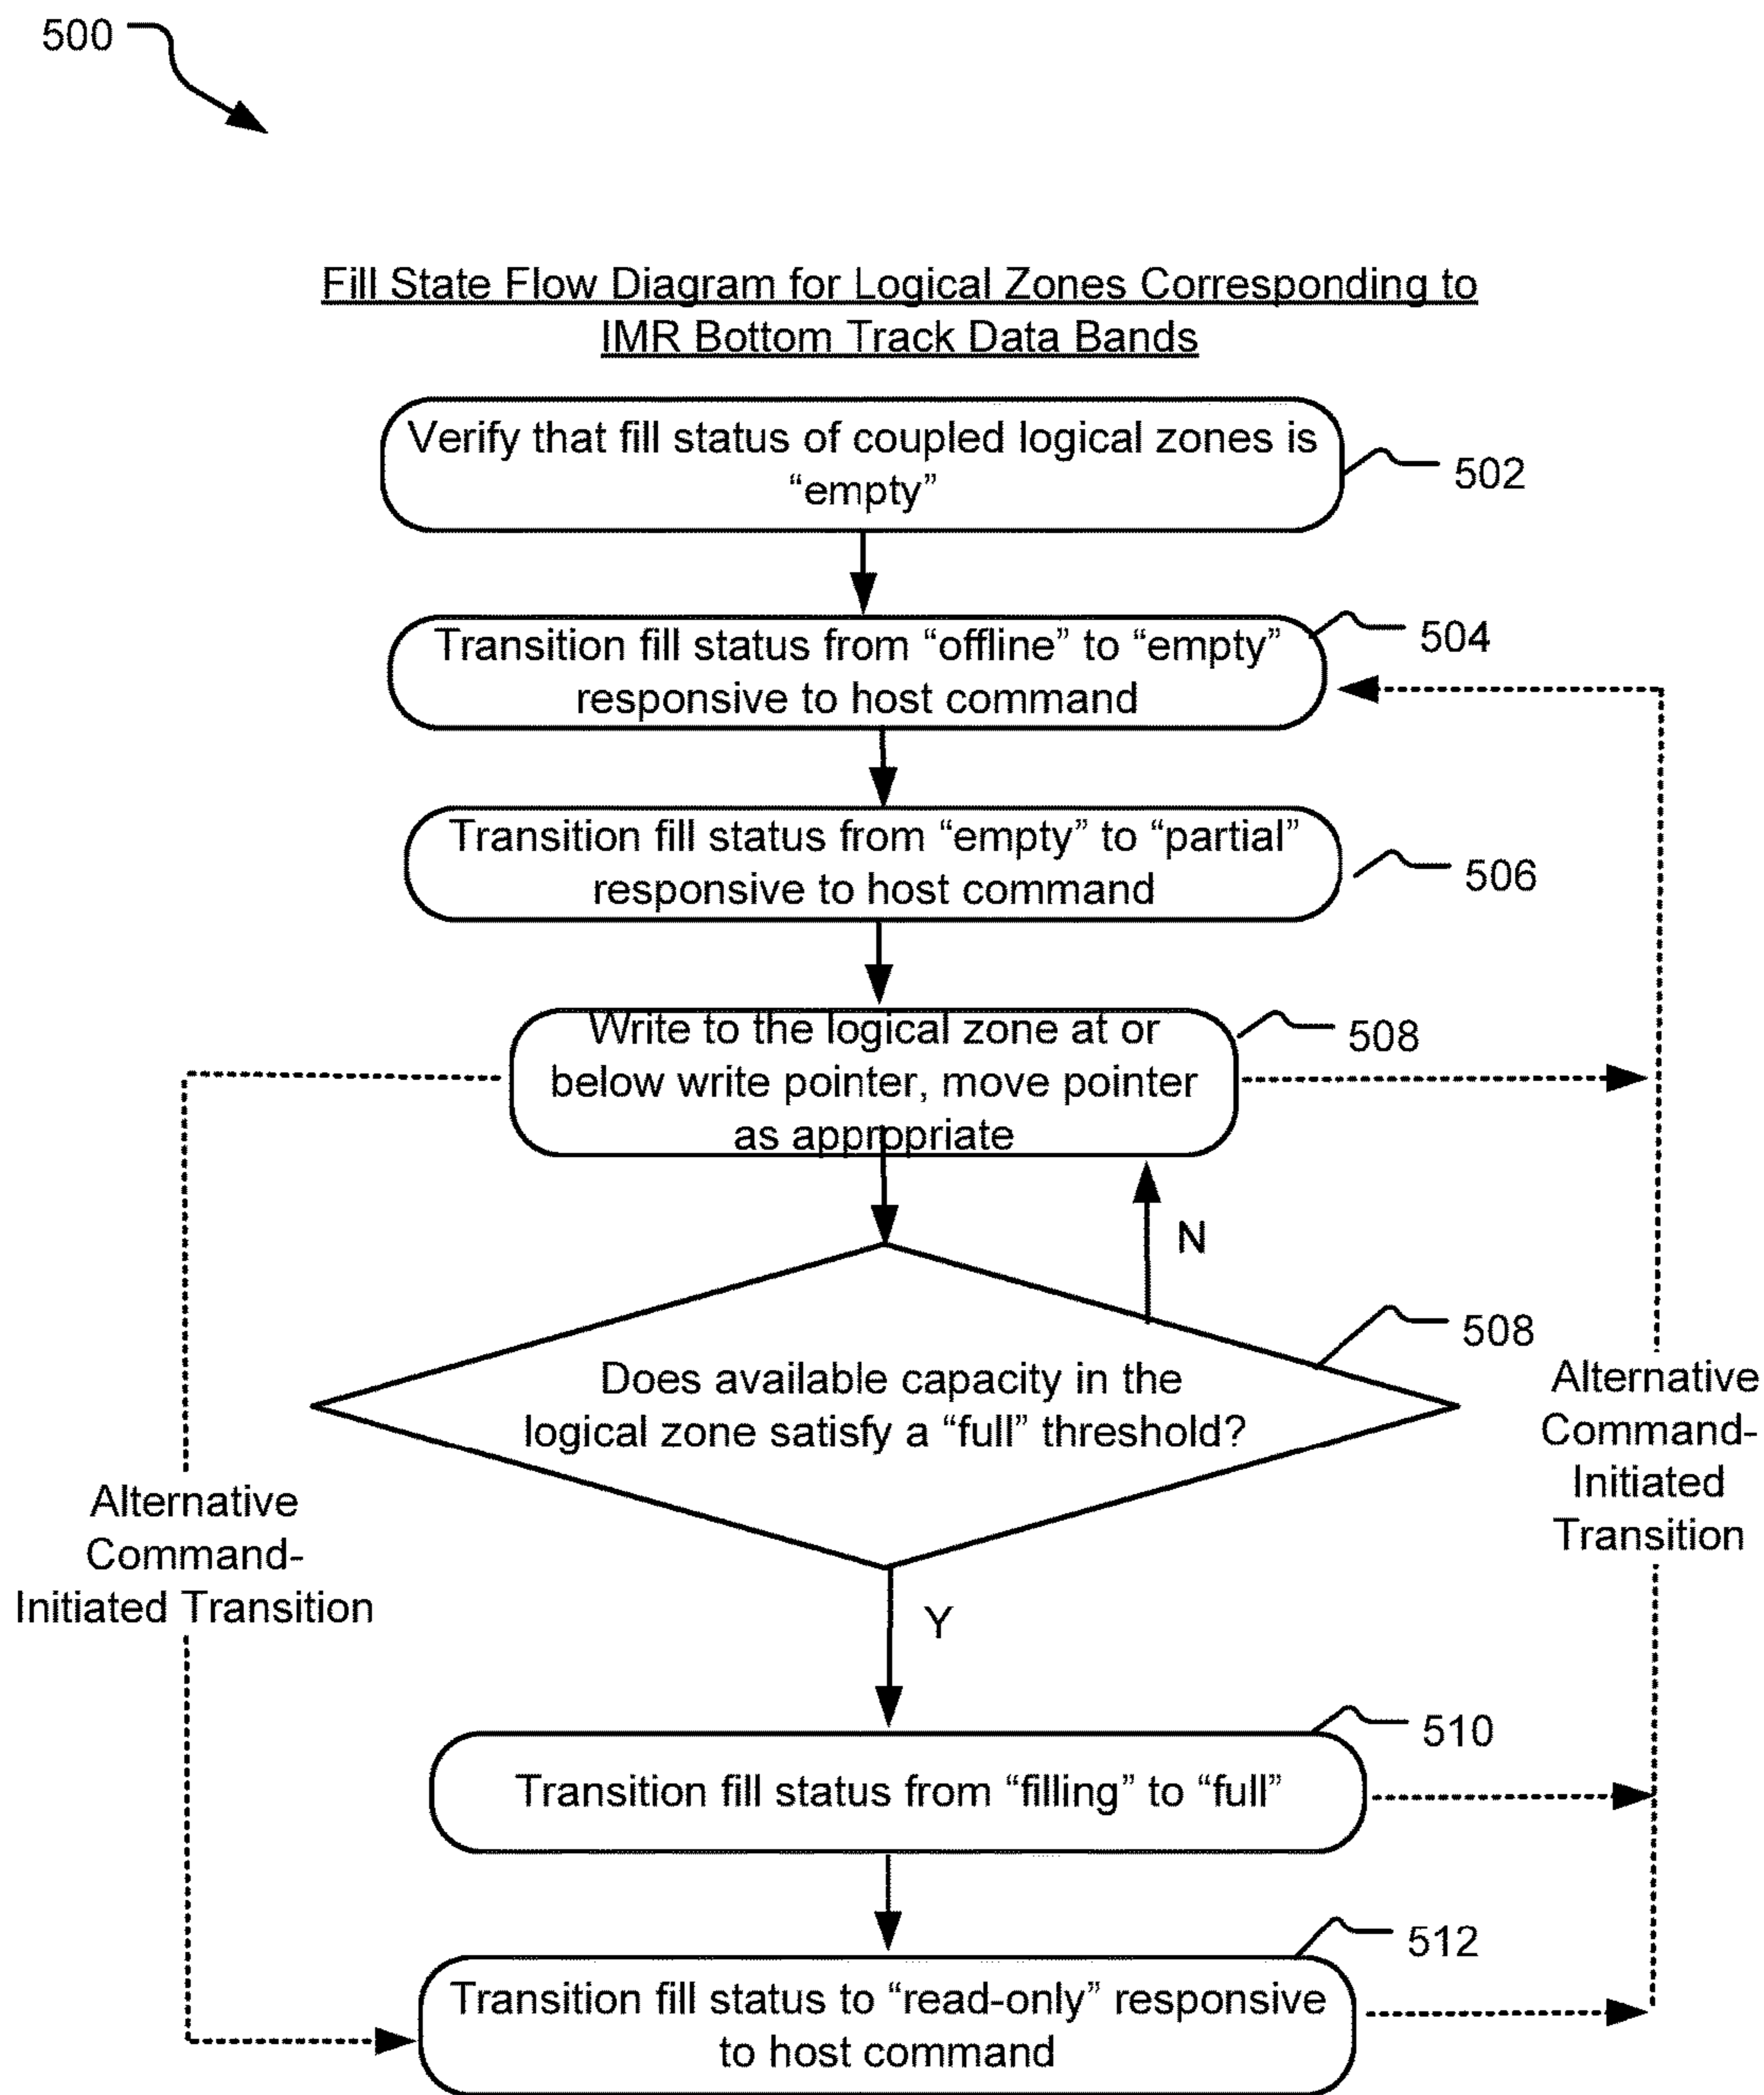 500
Fill State Flow Diagram for Logical Zones Corresponding to
IMR Bottom Track Data Bands
Verify that fill status of coupled logical zones is
“empty”
502
Transition fill status from “offline” to “empty”
responsive to host command
504
Transition fill status from “empty” to “partial”
responsive to host command
506
Write to the logical zone at or
below write pointer, move pointer
as appropriate
508
N
508
Does available capacity in the
logical zone satisfy a “full” threshold?
Alternative
Command-
Initiated
Transition
Alternative
Command-
Initiated Transition
Y
510
Transition fill status from “filling” to “full”
512
Transition fill status to “read-only” responsive
to host command